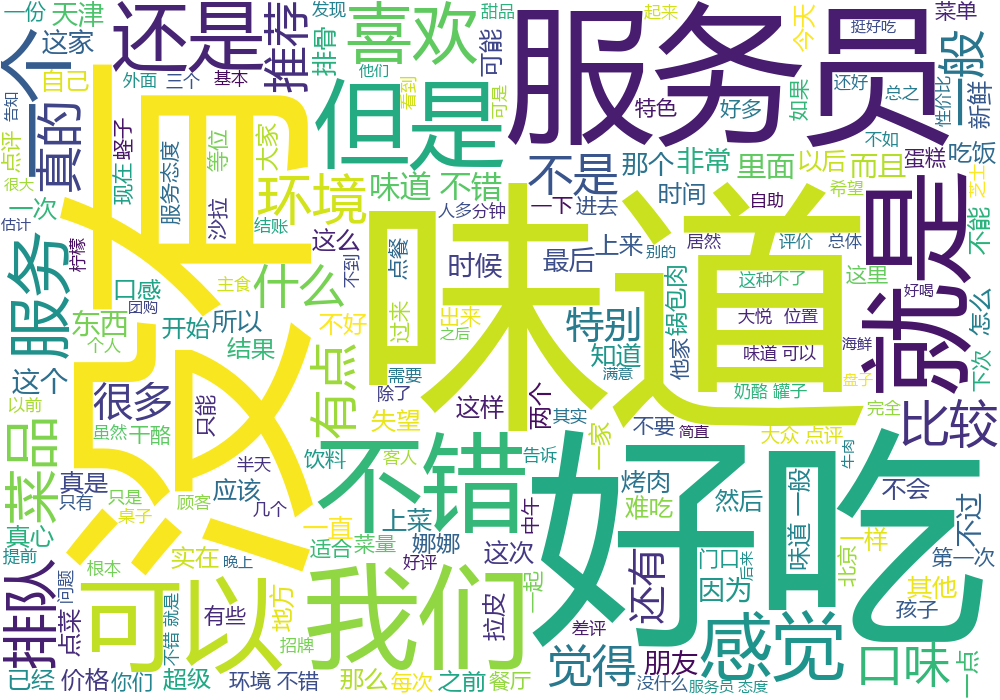 一份
天津
还是
喜欢
发现
甜品
起来
挺好吃
菜单
这家
推荐
排骨
可能
服务员
今天
一般
一个
自己
外面
三个
基本
他们
但是
看到
可是
特色
好多
如果
还好
总之
性价比
新鲜
告知
真的
点评
很大
蛏子
现在
服务态度
等位
大家
没有
环境
味道 不错
不是
那个
非常
里面
以后
而且
不如
蛋糕
吃饭
芝士
时间
希望
一次
估计
柠檬
沙拉
结账
人多
分钟
一下
进去
自助
就是
不能
服务
这么
不到
点餐
时候
最后
上来
别的
居然
评价
总体
味道
口感
主食
什么
团购
锅包肉
这种
不了
这里
好喝
怎么
东西
开始
所以
不好
过来
出来
之后
特别
大悦
位置
海鲜
下次
个人
结果
有点
知道
他家
味道 可以
满意
这个
需要
奶酪
罐子
盘子
以前
很多
只能
失望
除了
这样
两个
其实
不要
简直
大众 点评
完全
比较
菜品
虽然
干酪
不错
一家
好吃
牛肉
半天
饮料
客人
告诉
真是
只有
只是
桌子
顾客
应该
几个
烤肉
难吃
然后
味道 一般
不会
不过
真心
提前
一直
上菜
娜娜
中午
实在
晚上
适合
菜量
好评
这次
门口
后来
北京
一样
第一次
排队
问题
根本
可以
我们
一起
还有
因为
其他
点菜
不错 就是
有些
地方
拉皮
差评
感觉
孩子
招牌
觉得
朋友
口味
一点
已经
价格
你们
超级
环境 不错
那么
每次
之前
餐厅
没什么
服务员 态度